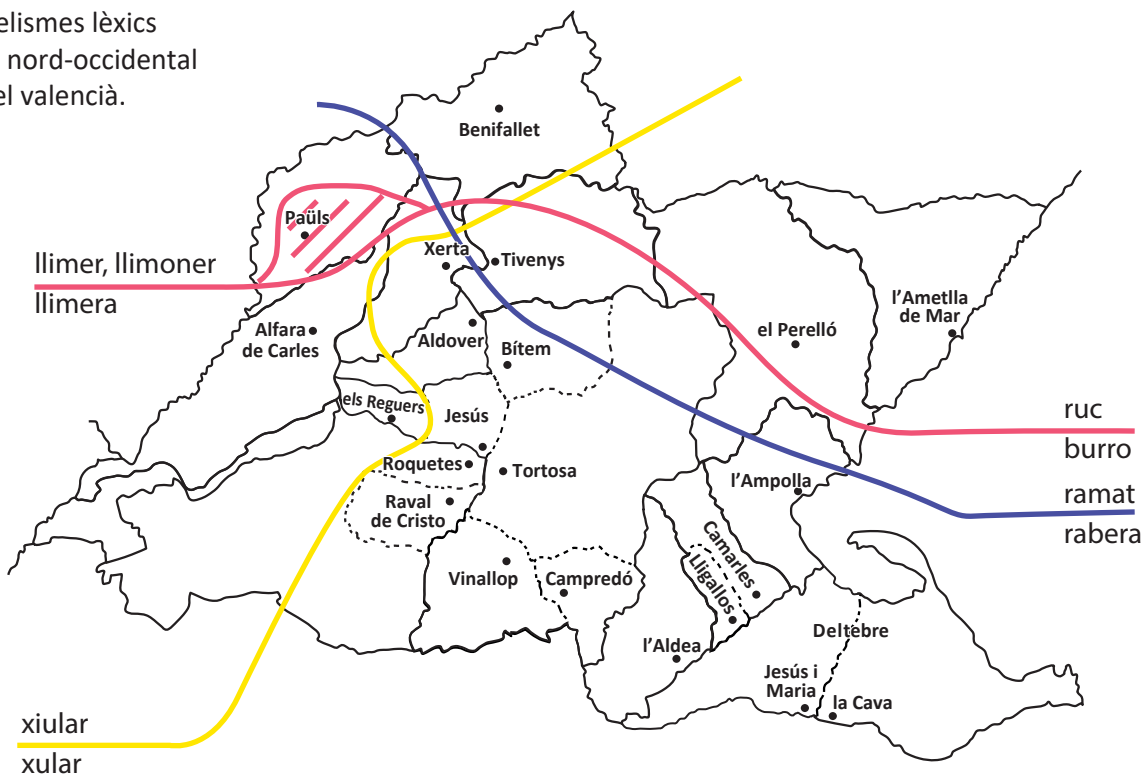 elismes lèxics
nord-occidental
el valencià.
Benifallet
Paüls
Xerta
Tivenys
llimer, llimoner
llimera
l'Ametlla
de Mar
Alfara
de Carles
Aldover
el Perelló
Bítem
els Reguers
Jesús
ruc
burro
Roquetes
Tortosa
l'Ampolla
Raval
de Cristo
ramat
rabera
Camarles
Lligallos
Vinallop
Campredó
Deltebre
l'Aldea
Jesús i
Maria
la Cava
xiular
xular